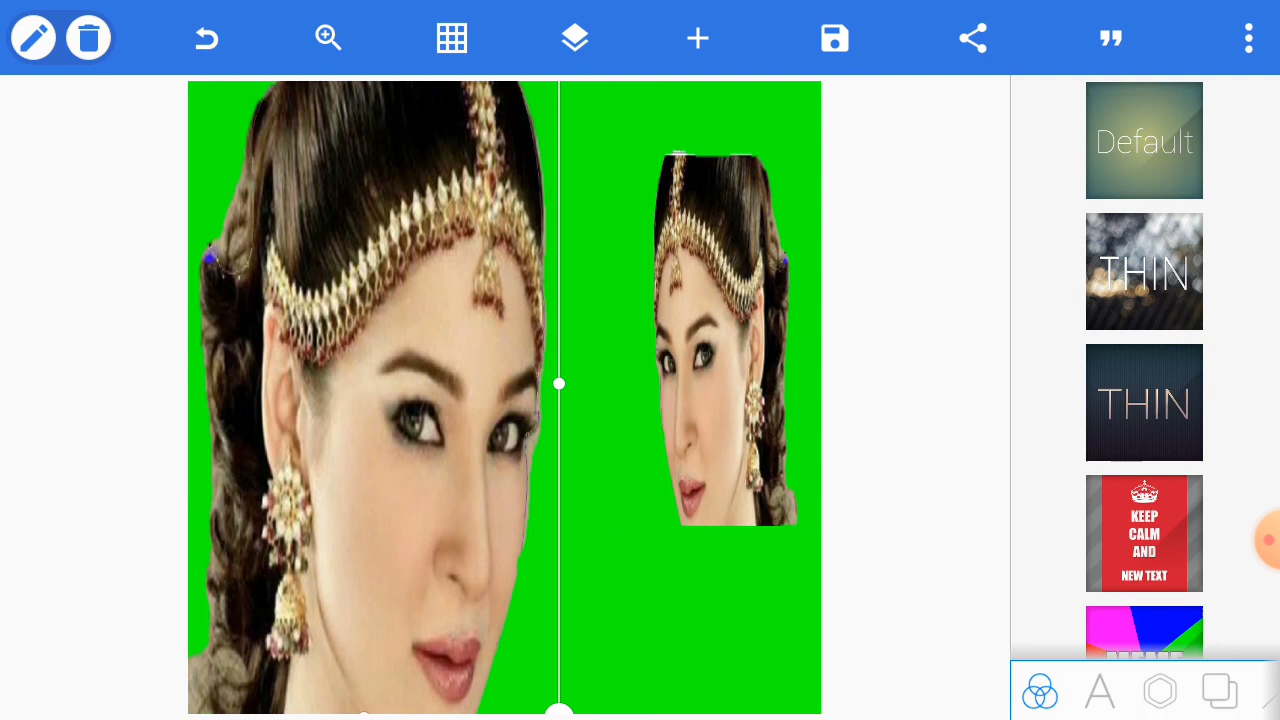 Default
THIN
THIN
KEEP
CALM
AND
NEW TEXT